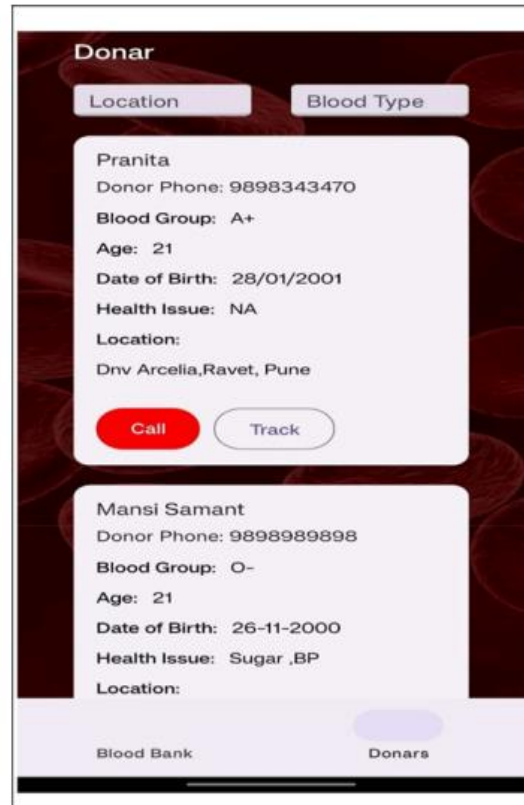 Donar
Location Blood Type
Pranita
Donor Phone: 9898343470
Blood Group: A+
Age: 21
Date of Birth: 28/01/2001
Health Issue: NA
Location:
Dnv Arcelia,Ravet, Pune
Call Track
Mansi Samant
Donor Phone: 9898989898
Blood Group: O-
Age: 21
Date of Birth: 26-11-2000
Health Issue: Sugar ,BP
Location:
Blood Bank Donars